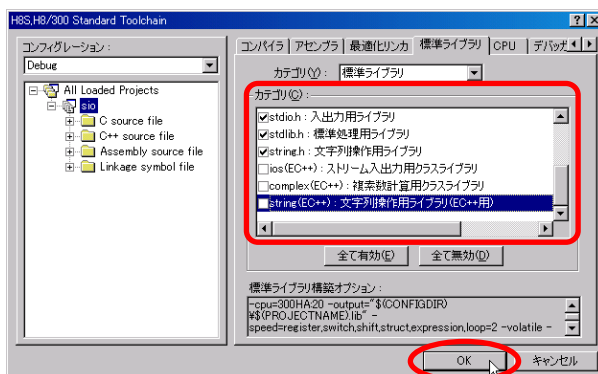 H8S,H8/300 Standard Toolchain
コンフィグレーション：
Debug
All Loaded Projects
sio
C source file
C++ source file
Assembly source file
Linkage symbol file
コンパイラ アセンブラ 最適化リンカ 標準ライブラリ CPU デバッガ
カテゴリ(Y)： 標準ライブラリ
カテゴリ(C)：
stdio.h：入出力用ライブラリ
stdlib.h：標準処理用ライブラリ
string.h：文字列操作用ライブラリ
ios(EC++)：ストリーム入出力用クラスライブラリ
complex(EC++)：複素数計算用クラスライブラリ
string(EC++)：文字列操作用ライブラリ(EC++用)
全て有効(E) 全て無効(D)
標準ライブラリ構築オプション：
-cpu=300HA:20 -output="$(CONFIGDIR)
¥$(PROJECTNAME).lib" -
speed=register,switch,shift,struct,expression,loop=2 -volatile -
OK キャンセル